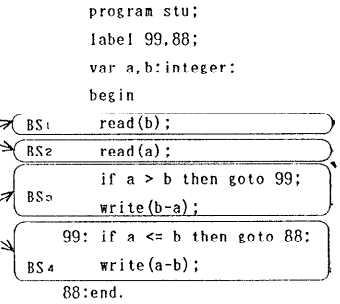 program stu;
label 99,88;
var a,b:integer;
begin
BS1 read(b);
BS2 read(a);
if a > b then goto 99;
BS3 write(b-a);
99: if a <= b then goto 88;
BS4 write(a-b);
88:end.